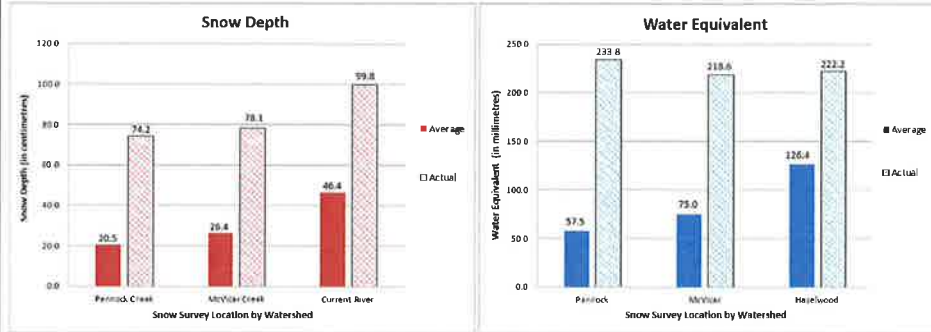 Snow Depth
Snow Depth (in centimetres)
120.0
100.0
80.0
60.0
40.0
20.0
0.0
20.5
74.2
26.4
78.1
46.4
99.8
Pennock Creek
McVicar Creek
Current River
Snow Survey Location by Watershed
Average
Actual
Water Equivalent
Water Equivalent (in millimetres)
250.0
200.0
150.0
100.0
50.0
0.0
57.5
233.8
75.0
218.6
126.4
222.2
Pennock
McVicar
Hazelwood
Snow Survey Location by Watershed
Average
Actual